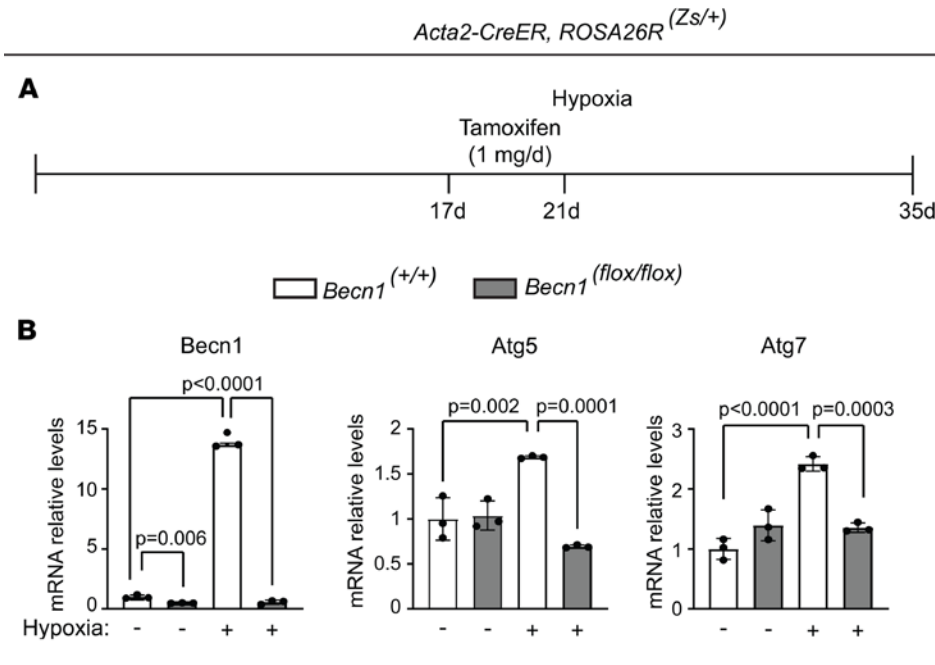 Acta2-CreER, ROSA26R (Zs/+)
A
Hypoxia
Tamoxifen
(1 mg/d)
17d 21d 35d
Becn1 (+/+) Becn1 (flox/flox)
B
Becn1 Atg5 Atg7
p<0.0001
p=0.006
mRNA relative levels
15
10
5
0
p=0.002 p=0.0001
mRNA relative levels
2
1.5
1
0.5
0
p<0.0001 p=0.0003
mRNA relative levels
3
2
1
0
Hypoxia: - - + + - - + + - - + +